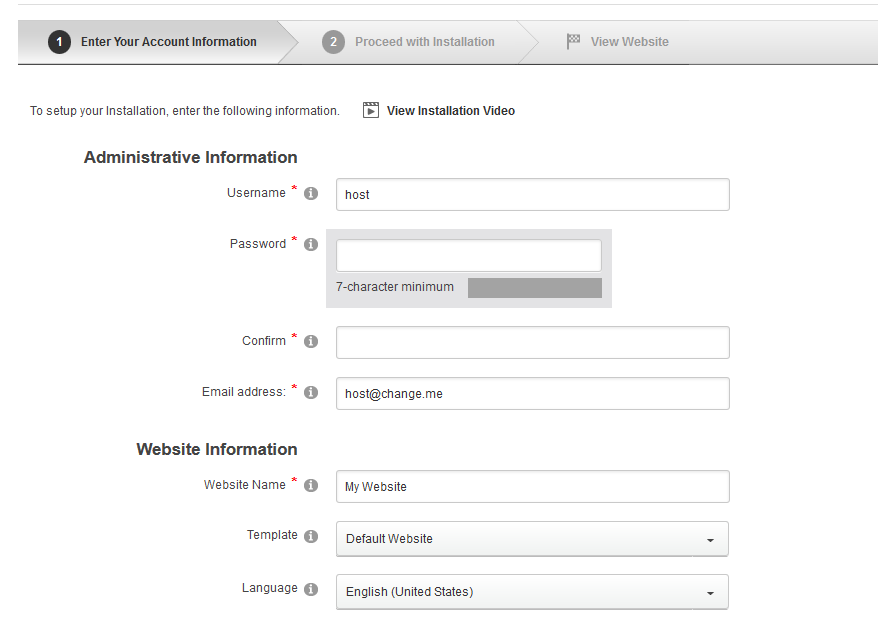 1 Enter Your Account Information 2 Proceed with Installation View Website
To setup your Installation, enter the following information. View Installation Video
Administrative Information
Username * host
Password *
7-character minimum
Confirm *
Email address: * host@change.me
Website Information
Website Name * My Website
Template Default Website
Language English (United States)